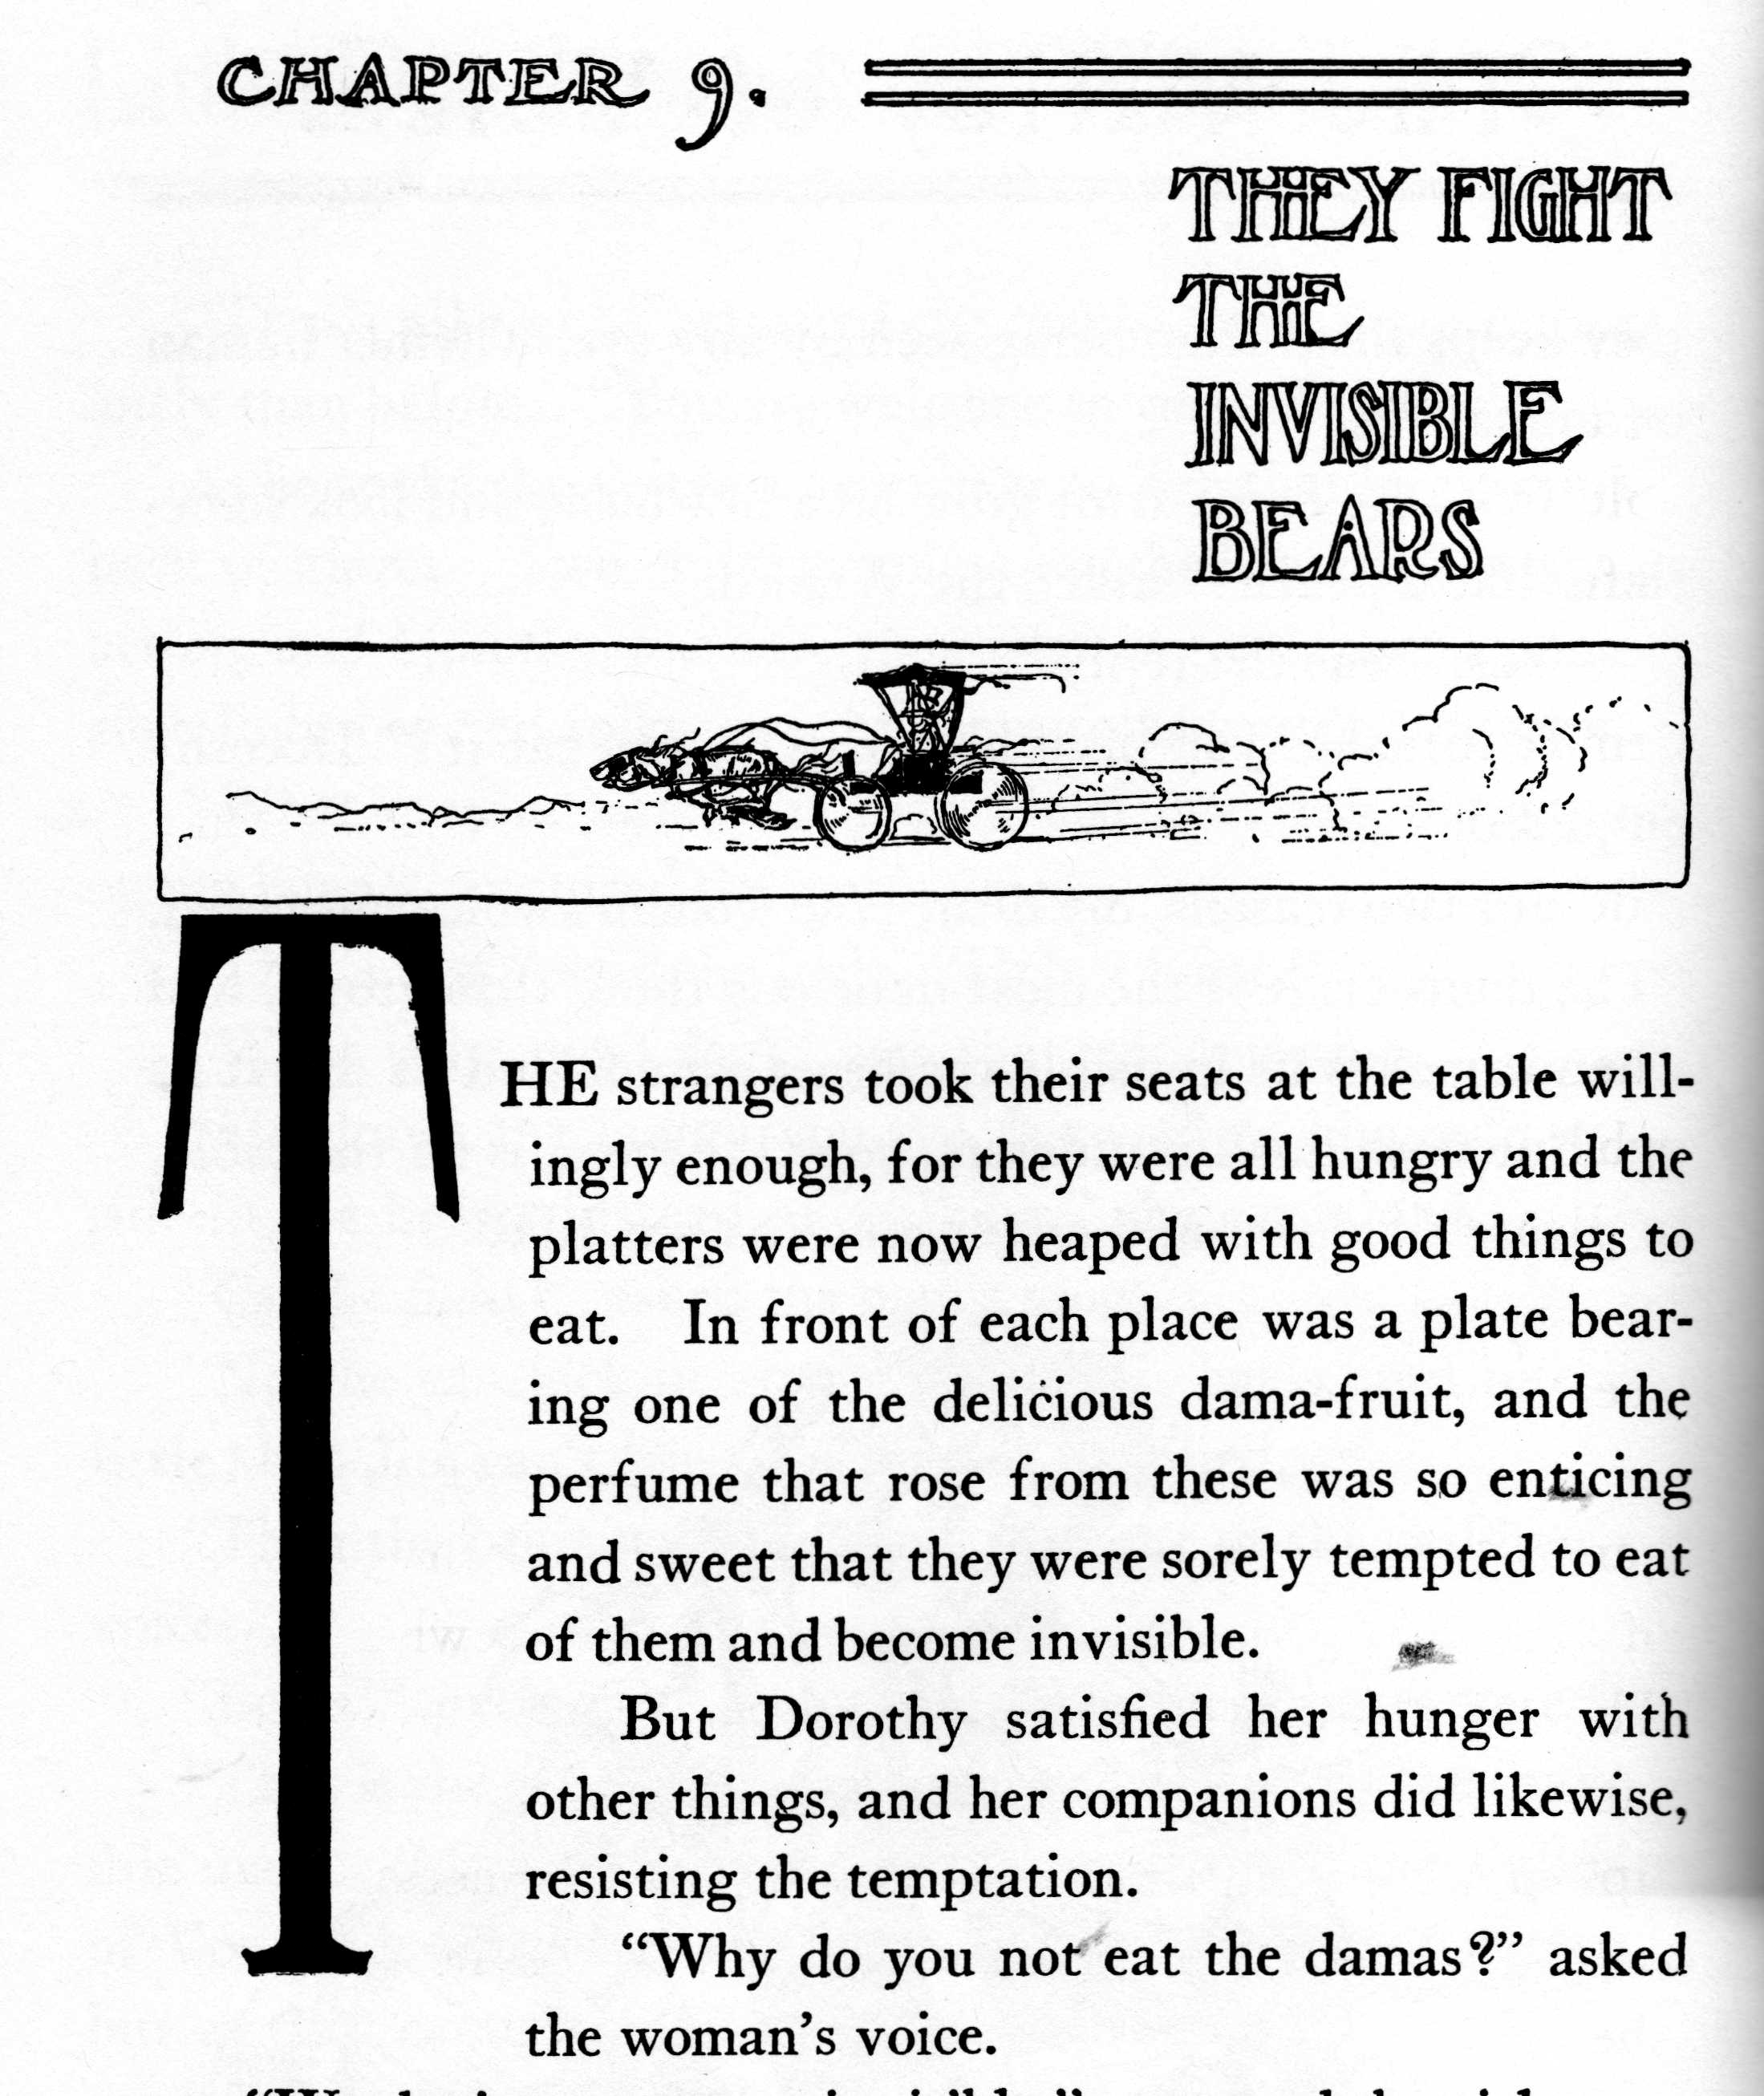 CHAPTER 9.
THEY FIGHT
THE
INVISIBLE
BEARS
THE strangers took their seats at the table will-
ingly enough, for they were all hungry and the
platters were now heaped with good things to
eat. In front of each place was a plate bear-
ing one of the delicious dama-fruit, and the
perfume that rose from these was so enticing
and sweet that they were sorely tempted to eat
of them and become invisible.
But Dorothy satisfied her hunger with
other things, and her companions did likewise,
resisting the temptation.
"Why do you not eat the damas?" asked
the woman's voice.